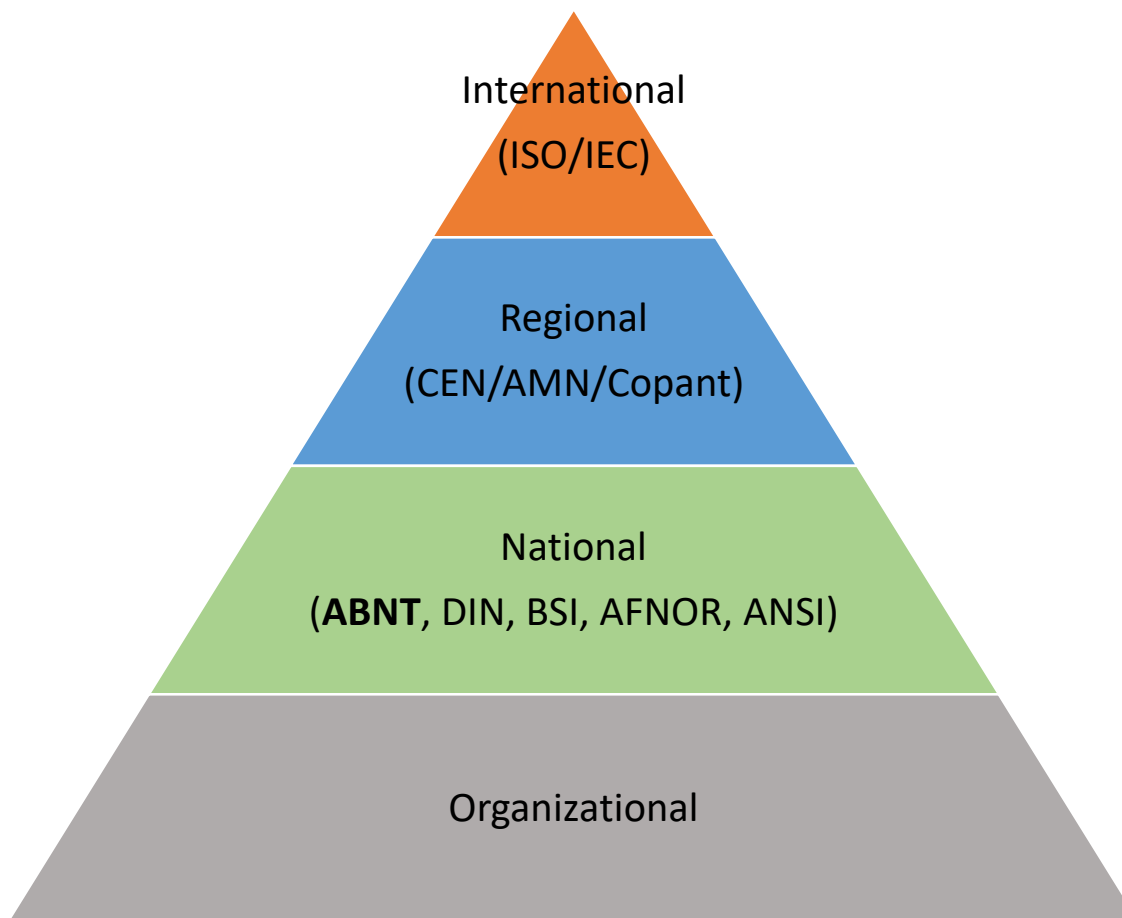 International
(ISO/IEC)
Regional
(CEN/AMN/Copant)
National
(ABNT, DIN, BSI, AFNOR, ANSI)
Organizational